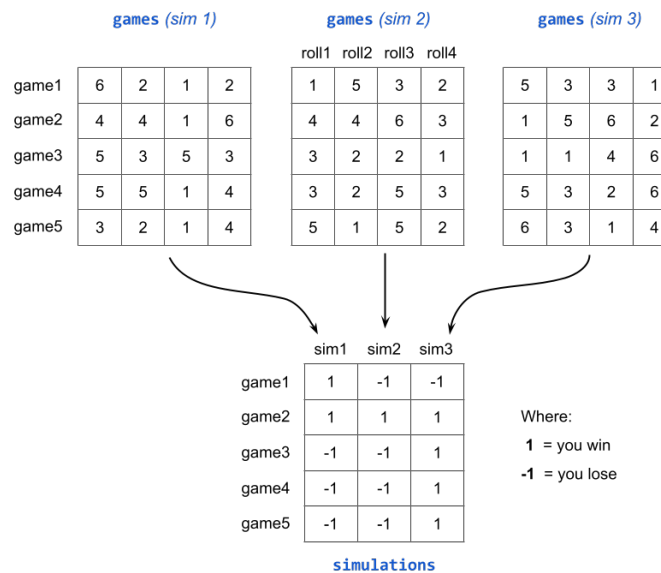 games (sim 1) games (sim 2) games (sim 3)
roll1 roll2 roll3 roll4
game1 6 2 1 2 1 5 3 2 5 3 3 1
game2 4 4 1 6 4 4 6 3 1 5 6 2
game3 5 3 5 3 3 2 2 1 1 1 4 6
game4 5 5 1 4 3 2 5 3 5 3 2 6
game5 3 2 1 4 5 1 5 2 6 3 1 4
sim1 sim2 sim3
game1 1 -1 -1
game2 1 1 1
game3 -1 -1 1
game4 -1 -1 1
game5 -1 -1 1
Where:
1 = you win
-1 = you lose
simulations